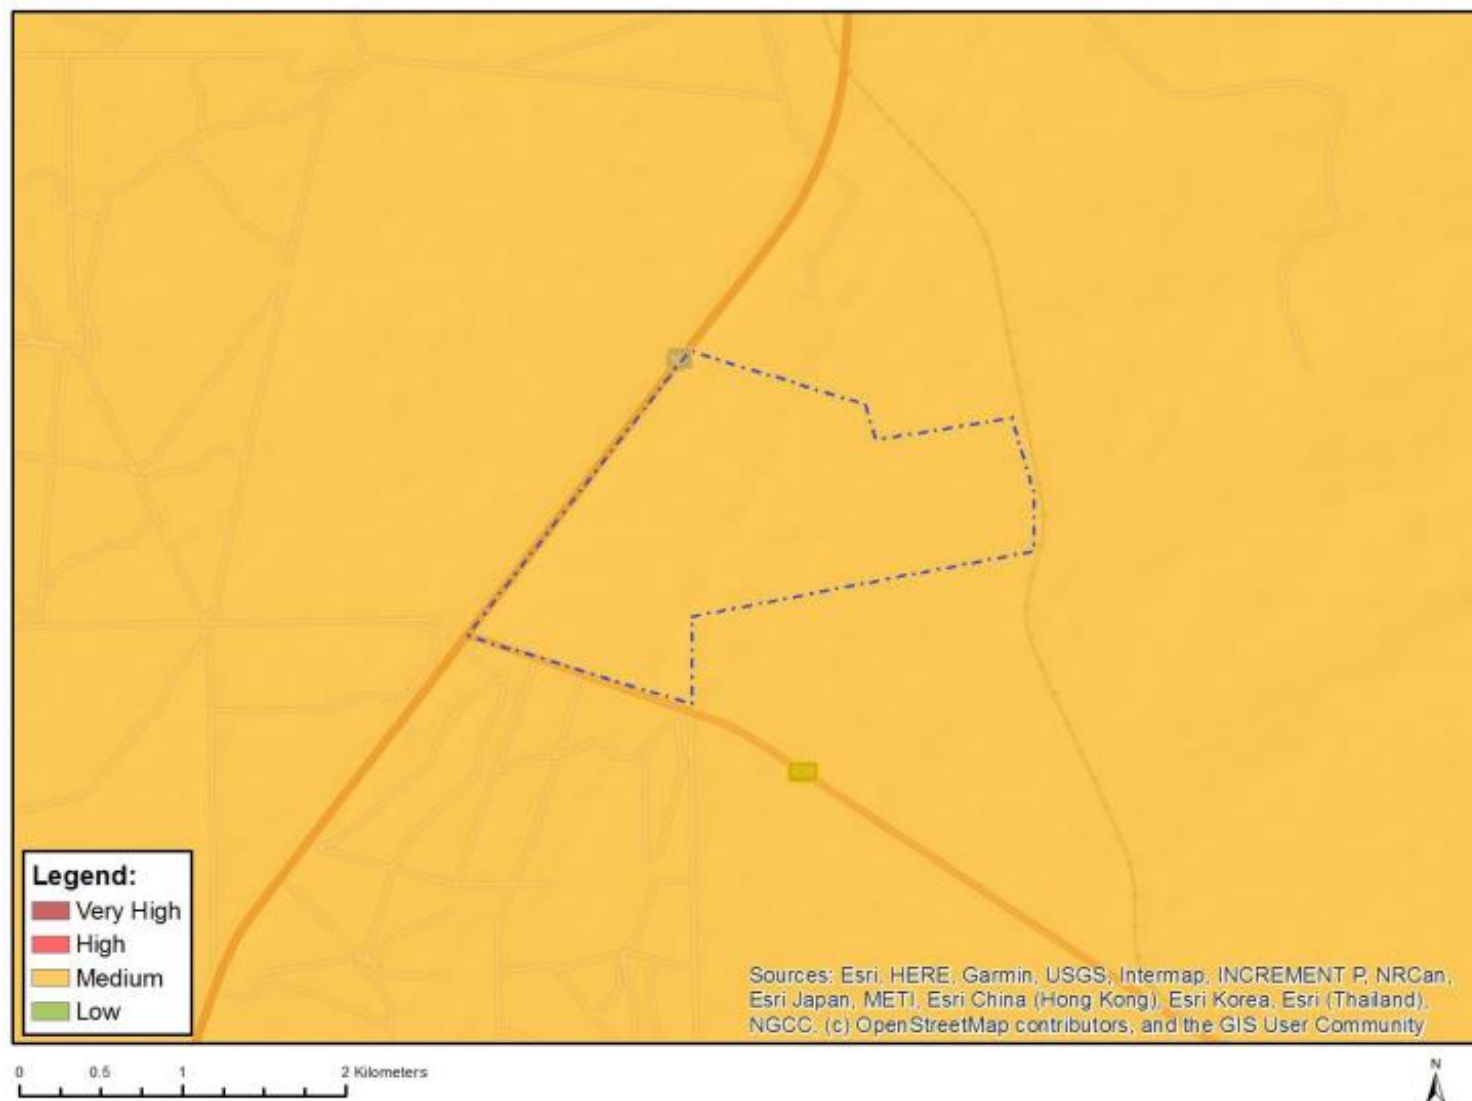 Legend:
Very High
High
Medium
Low
Sources: Esri, HERE, Garmin, USGS, Intermap, INCREMENT P, NRCan,
Esri Japan, METI, Esri China (Hong Kong), Esri Korea, Esri (Thailand),
NGCC, (c) OpenStreetMap contributors, and the GIS User Community
0 0.5 1 2 Kilometers
N